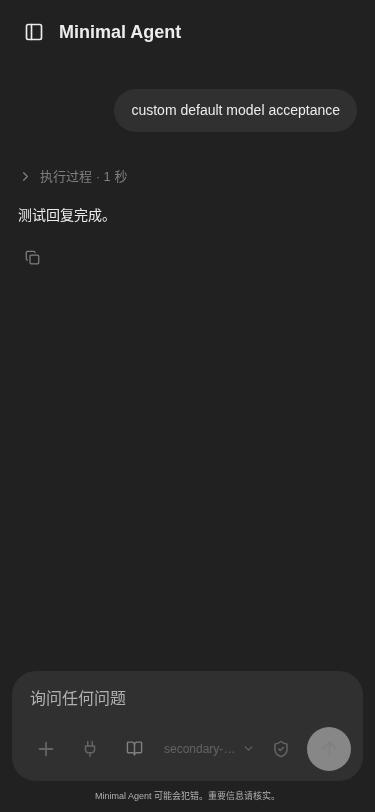 Minimal Agent
custom default model acceptance
执行过程 · 1 秒
测试回复完成。
询问任何问题
secondary-...
Minimal Agent 可能会犯错。重要信息请核实。